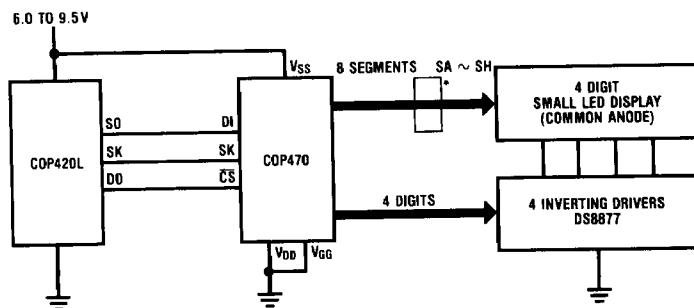 6.0 TO 9.5V
VSS
8 SEGMENTS SA ~ SH
*
4 DIGIT
SMALL LED DISPLAY
(COMMON ANODE)
COP420L
SO
SK
DO
DI
SK
CS
COP470
4 DIGITS
4 INVERTING DRIVERS
DS8877
VDD
VGG